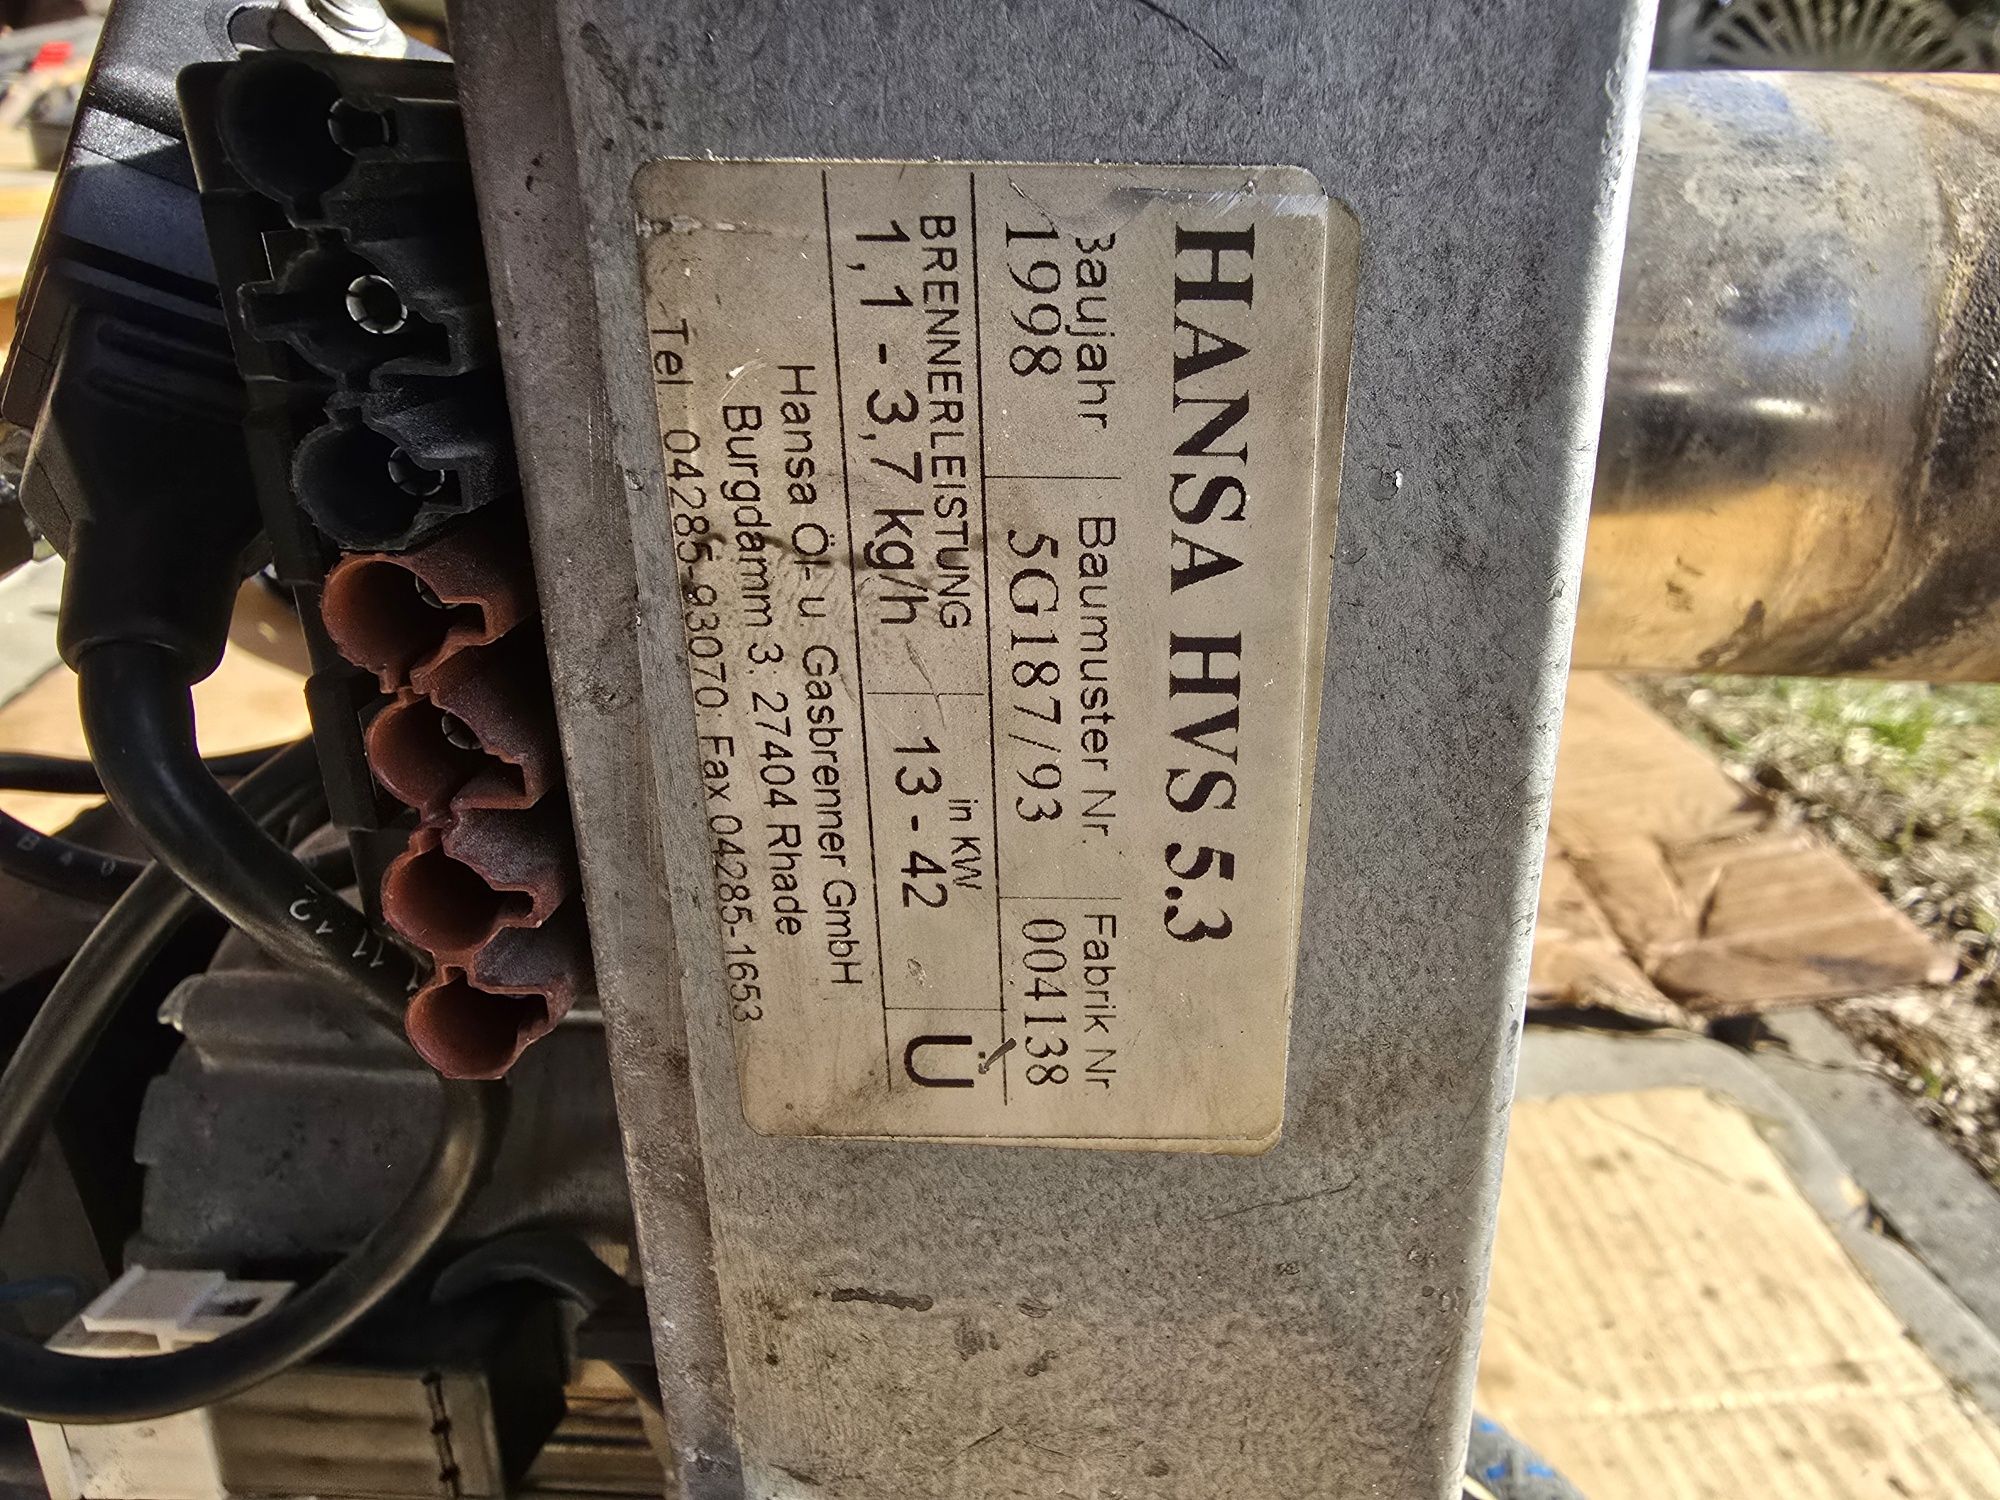 HANSA HVS 5.3
Baujahr Baumuster Nr. Fabrik Nr
1998 5G187/93 004138
BRENNERLEISTUNG in KW
1,1 - 3,7 kg/h 13 - 42 Ü
Hansa Öl- u. Gasbrenner GmbH
Burgdamm 3, 27404 Rhade
Tel.: 04285-93070, Fax 04285-1653